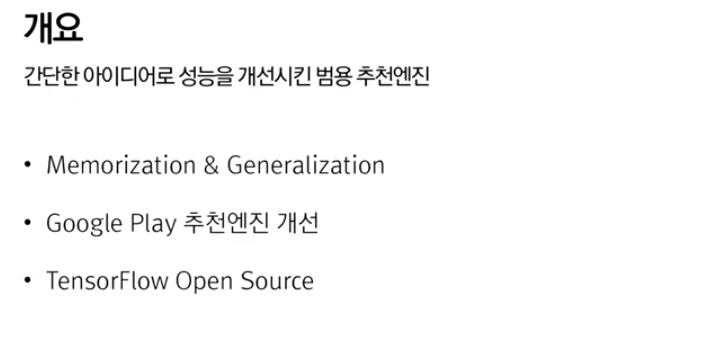 개요
간단한 아이디어로 성능을 개선시킨 범용 추천엔진
• Memorization & Generalization
• Google Play 추천엔진 개선
• TensorFlow Open Source